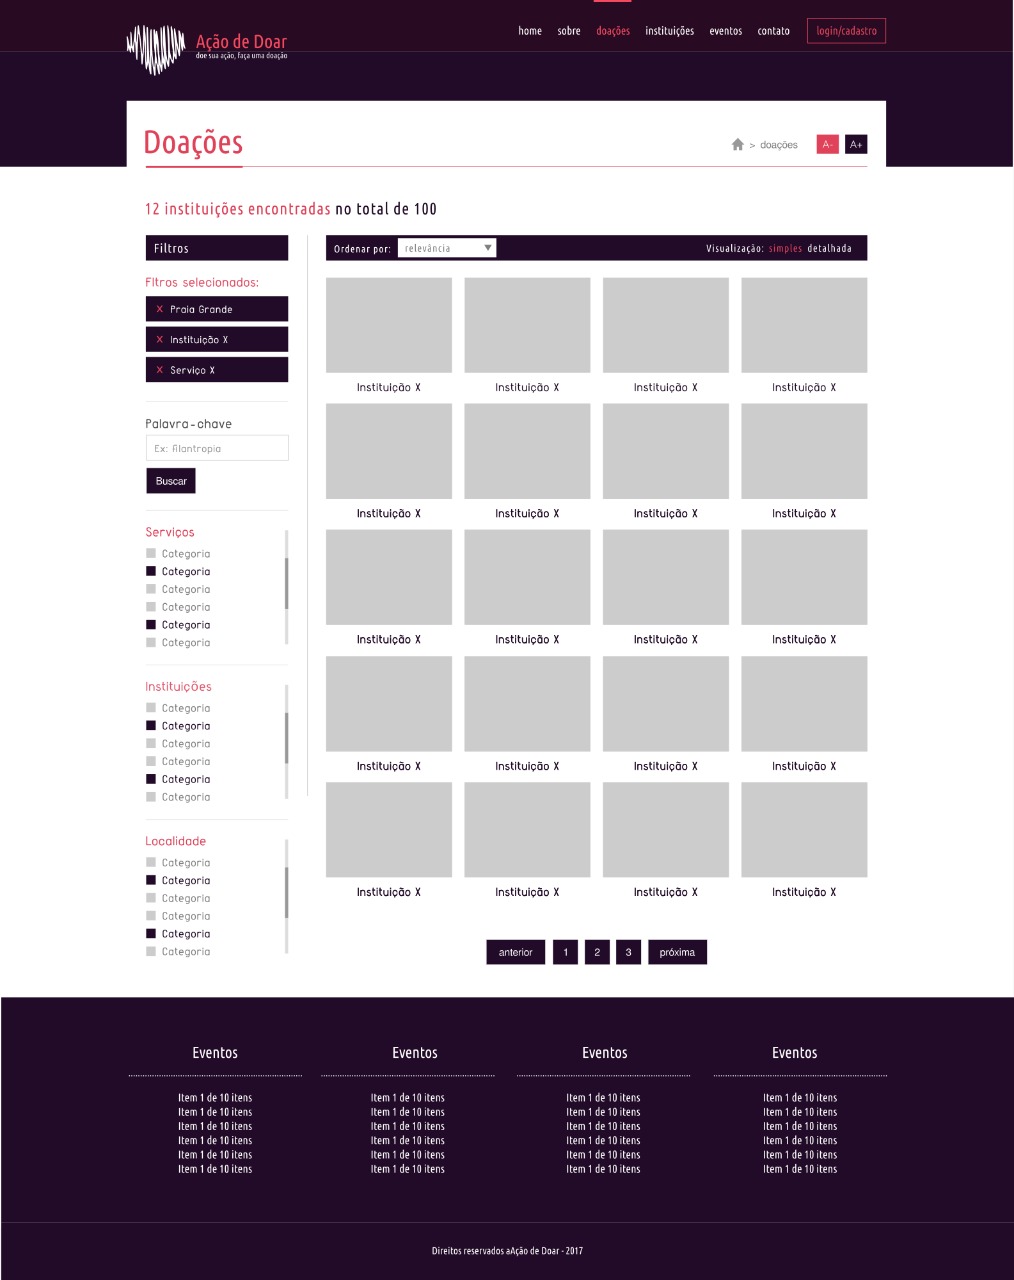 Ação de Doar
doe sua ação, faça uma doação
home sobre doações instituições eventos contato login/cadastro
Doações
> doações A- A+
12 instituições encontradas no total de 100
Filtros
Ordenar por: relevância Visualização: simples detalhada
FItros selecionados:
X Praia Grande
X Instituição X
X Serviço X
Palavra-chave
Ex: filantropia
Buscar
Serviços
Categoria
Categoria
Categoria
Categoria
Categoria
Categoria
Instituições
Categoria
Categoria
Categoria
Categoria
Categoria
Categoria
Localidade
Categoria
Categoria
Categoria
Categoria
Categoria
Categoria
Instituição X Instituição X Instituição X Instituição X
Instituição X Instituição X Instituição X Instituição X
Instituição X Instituição X Instituição X Instituição X
Instituição X Instituição X Instituição X Instituição X
Instituição X Instituição X Instituição X Instituição X
anterior 1 2 3 próxima
Eventos Eventos Eventos Eventos
Item 1 de 10 itens Item 1 de 10 itens Item 1 de 10 itens Item 1 de 10 itens
Item 1 de 10 itens Item 1 de 10 itens Item 1 de 10 itens Item 1 de 10 itens
Item 1 de 10 itens Item 1 de 10 itens Item 1 de 10 itens Item 1 de 10 itens
Item 1 de 10 itens Item 1 de 10 itens Item 1 de 10 itens Item 1 de 10 itens
Item 1 de 10 itens Item 1 de 10 itens Item 1 de 10 itens Item 1 de 10 itens
Item 1 de 10 itens Item 1 de 10 itens Item 1 de 10 itens Item 1 de 10 itens
Direitos reservados aAção de Doar - 2017